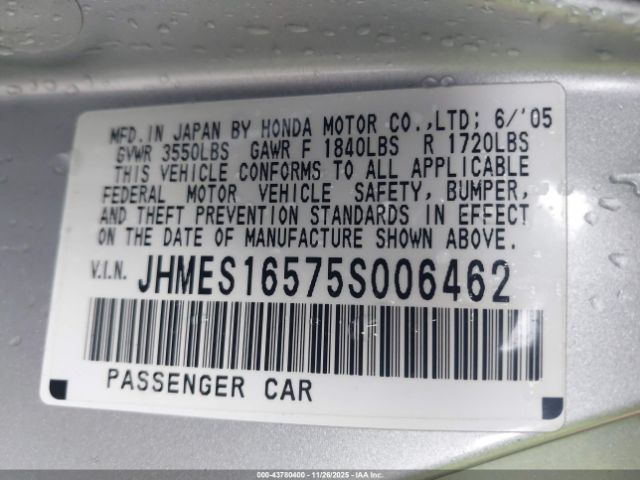 MFD. IN JAPAN BY HONDA MOTOR CO.,LTD; 6/'05
GVWR 3550LBS GAWR F 1840LBS R 1720LBS
THIS VEHICLE CONFORMS TO ALL APPLICABLE
FEDERAL MOTOR VEHICLE SAFETY, BUMPER,
AND THEFT PREVENTION STANDARDS IN EFFECT
ON THE DATE OF MANUFACTURE SHOWN ABOVE.
V.I.N. JHMES16575S006462
PASSENGER CAR
000-43780400 - 11/26/2025 - IAAI.CA